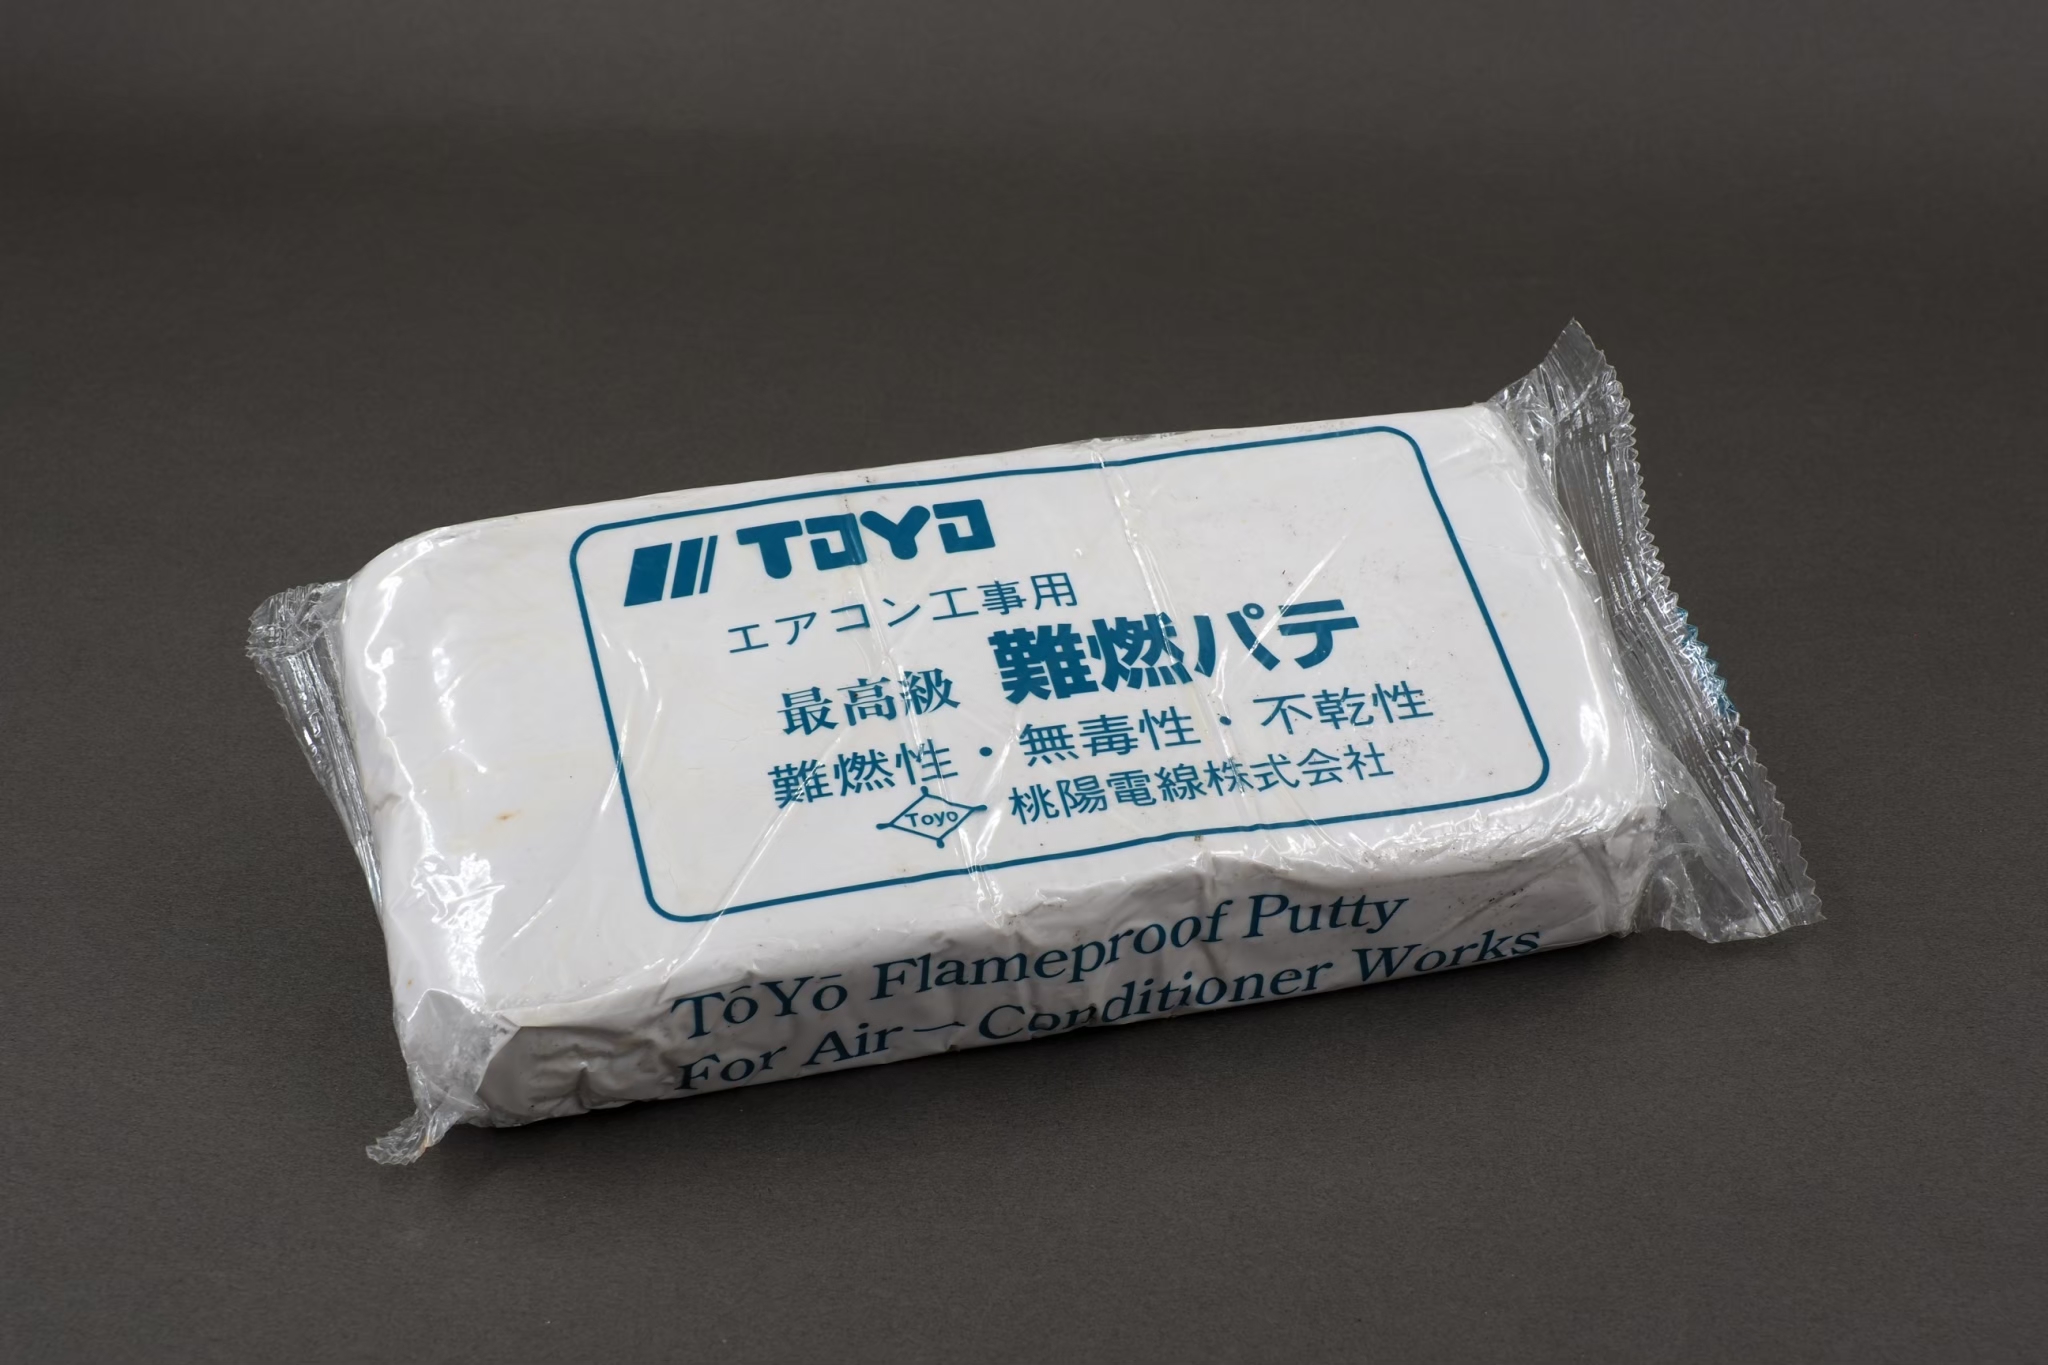 TOYO
エアコン工事用
最高級 難燃パテ
難燃性・無毒性・不乾性
Toyo 桃陽電線株式会社
TôYō Flameproof Putty
For Air-Conditioner Works